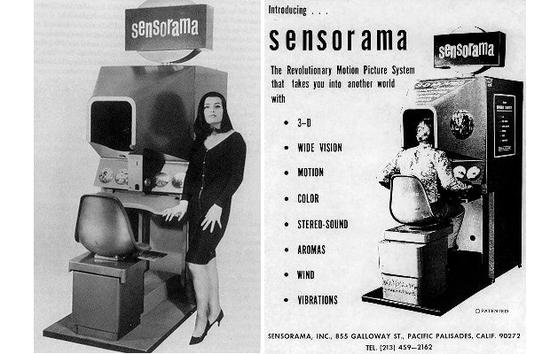 sensorama
Introducing . . .
sensorama
sensorama
The Revolutionary Motion Picture System
that takes you into another world
with
• 3-D
• WIDE VISION
• MOTION
• COLOR
• STEREO-SOUND
• AROMAS
• WIND
• VIBRATIONS
PATENTED
SENSORAMA, INC., 855 GALLOWAY ST., PACIFIC PALISADES, CALIF. 90272
TEL. (213) 459—2162